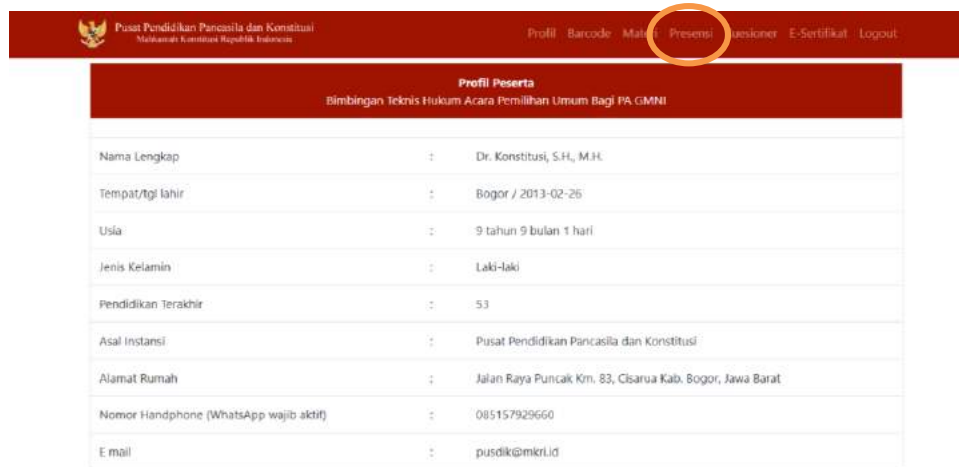 Pusat Pendidikan Pancasila dan Konstitusi
Mahkamah Konstitusi Republik Indonesia
Profil Barcode Materi Presensi Kuesioner E-Sertifikat Logout
Profil Peserta
Bimbingan Teknis Hukum Acara Pemilihan Umum Bagi PA GMNI
Nama Lengkap : Dr. Konstitusi, S.H., M.H.
Tempat/tgl lahir : Bogor / 2013-02-26
Usia : 9 tahun 9 bulan 1 hari
Jenis Kelamin : Laki-laki
Pendidikan Terakhir : S3
Asal Instansi : Pusat Pendidikan Pancasila dan Konstitusi
Alamat Rumah : Jalan Raya Puncak Km. 83, Cisarua Kab. Bogor, Jawa Barat
Nomor Handphone (WhatsApp wajib aktif) : 085157929660
E mail : pusdik@mkri.id